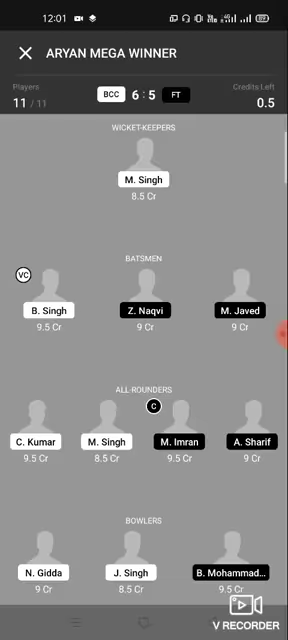 12:01
ARYAN MEGA WINNER
Players
Credits Left
11 / 11
BCC 6 : 5 FT
0.5
WICKET-KEEPERS
M. Singh
8.5 Cr
BATSMEN
VC
B. Singh Z. Naqvi M. Javed
9.5 Cr 9 Cr 9 Cr
ALL-ROUNDERS
C
C. Kumar M. Singh M. Imran A. Sharif
9.5 Cr 8.5 Cr 9.5 Cr 9 Cr
BOWLERS
N. Gidda J. Singh B. Mohammad...
9 Cr 8.5 Cr 9.5 Cr
V RECORDER